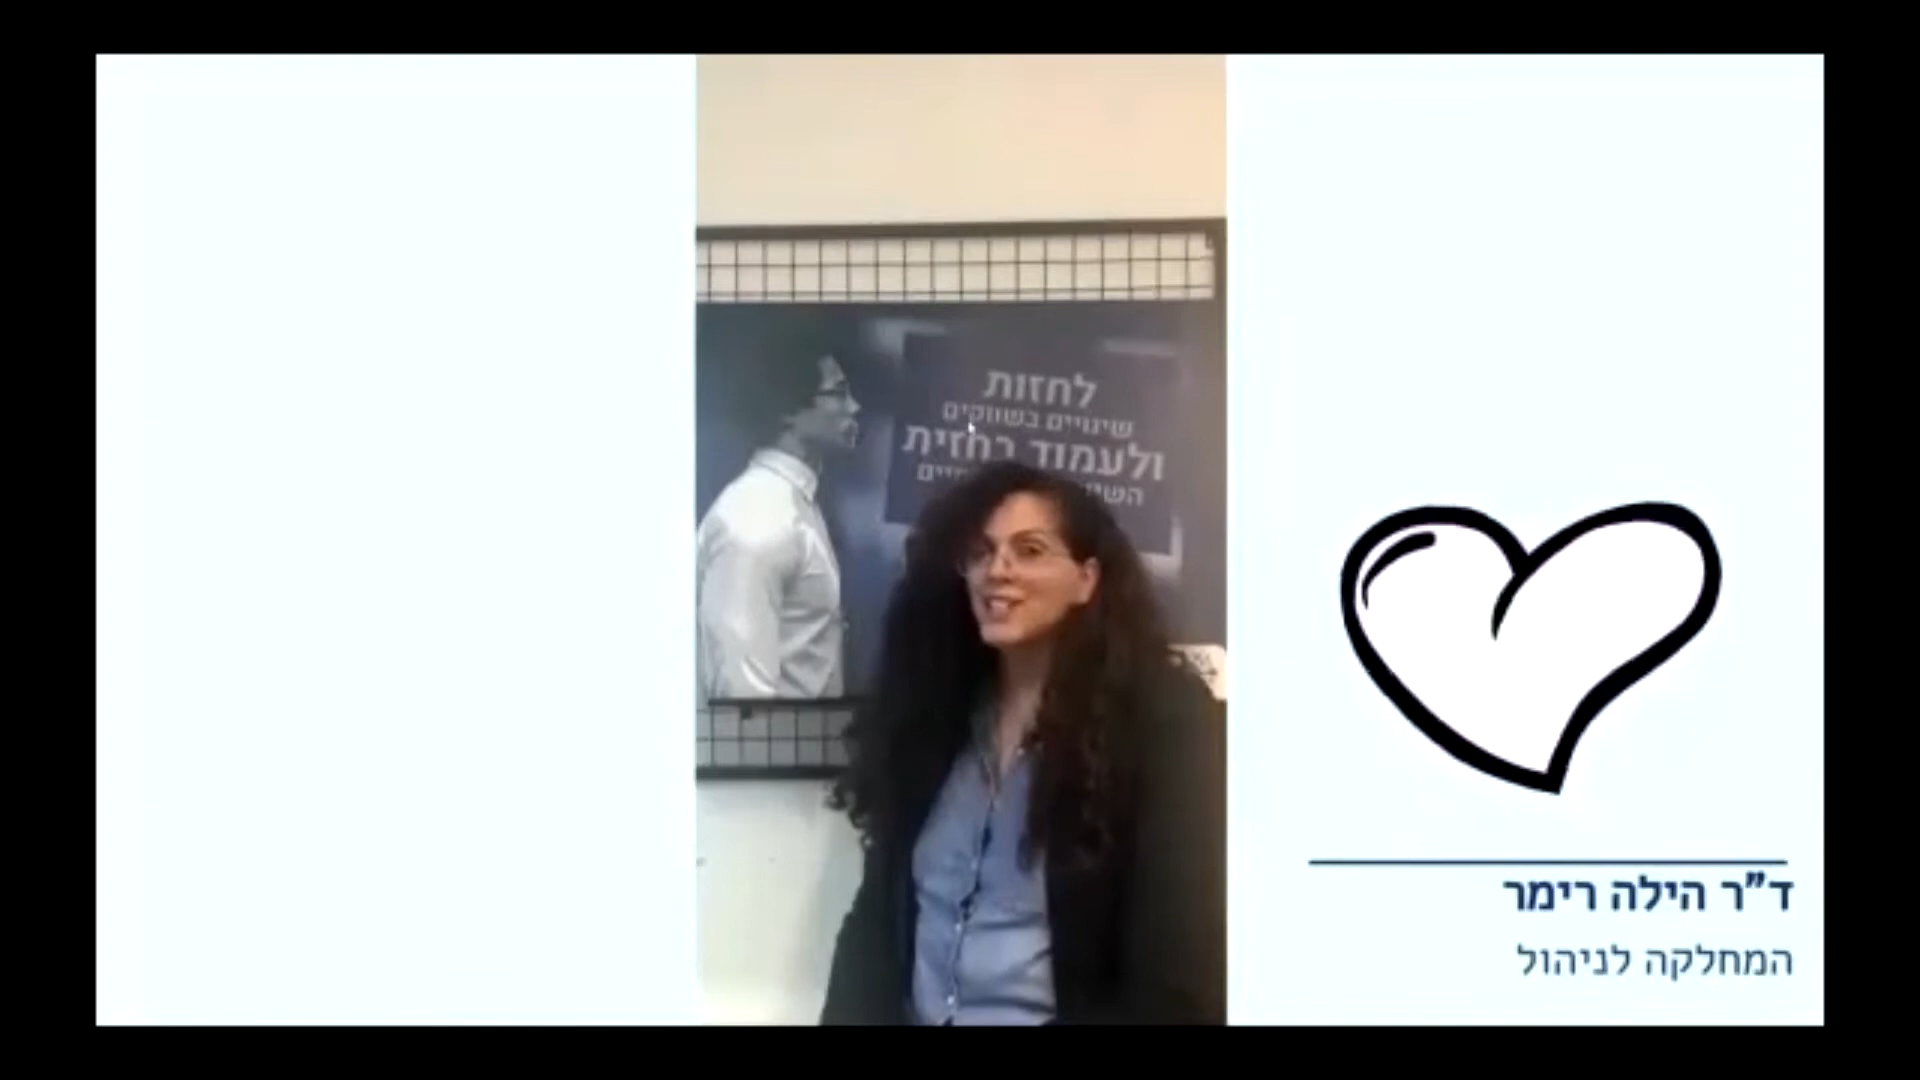 לחזות
שינויים בשווקים
ולעמוד בחזית
ד"ר הילה רימר
המחלקה לניהול